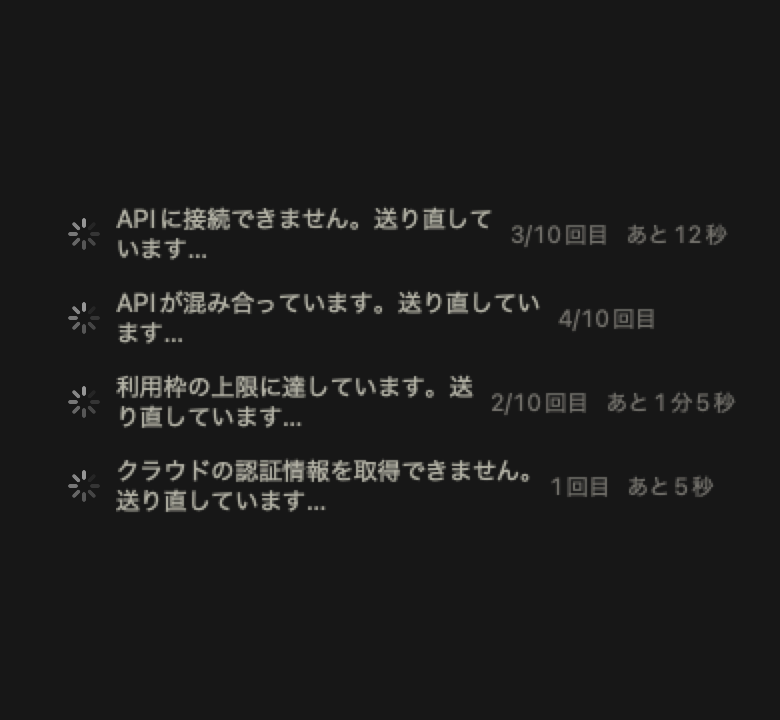 APIに接続できません。送り直して
います... 3/10回目 あと12秒
APIが混み合っています。送り直してい
ます... 4/10回目
利用枠の上限に達しています。送
り直しています... 2/10回目 あと1分5秒
クラウドの認証情報を取得できません。
送り直しています... 1回目 あと5秒